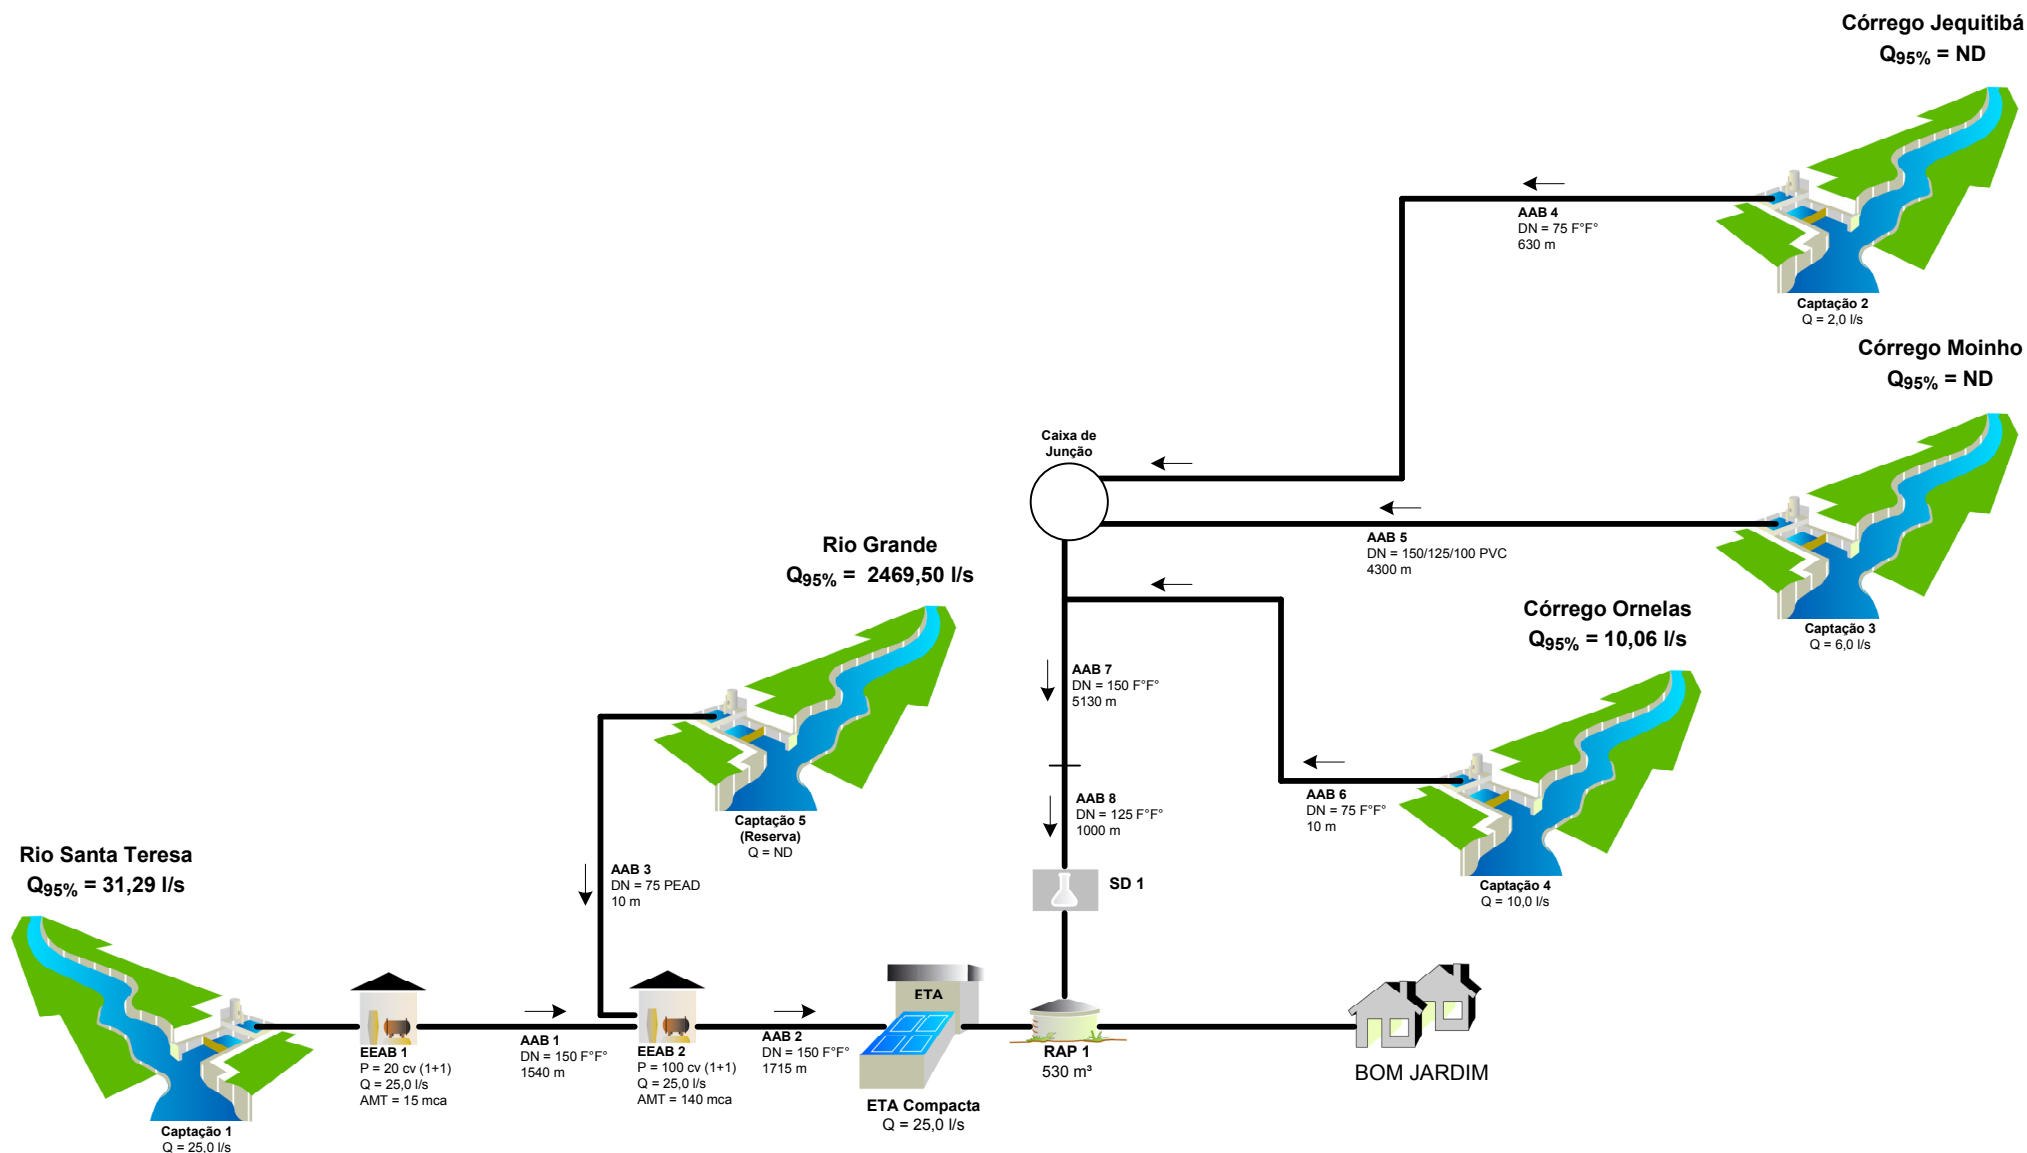 Córrego Jequitibá
Q95% = ND
AAB 4
DN = 75 F°F°
630 m
Captação 2
Q = 2,0 l/s
Córrego Moinho
Q95% = ND
Caixa de
Junção
AAB 5
DN = 150/125/100 PVC
4300 m
Captação 3
Q = 6,0 l/s
Rio Grande
Q95% = 2469,50 l/s
Córrego Ornelas
Q95% = 10,06 l/s
AAB 7
DN = 150 F°F°
5130 m
AAB 8
DN = 125 F°F°
1000 m
AAB 6
DN = 75 F°F°
10 m
Captação 4
Q = 10,0 l/s
Captação 5
(Reserva)
Q = ND
Rio Santa Teresa
Q95% = 31,29 l/s
AAB 3
DN = 75 PEAD
10 m
SD 1
ETA
EEAB 1
P = 20 cv (1+1)
Q = 25,0 l/s
AMT = 15 mca
AAB 1
DN = 150 F°F°
1540 m
EEAB 2
P = 100 cv (1+1)
Q = 25,0 l/s
AMT = 140 mca
AAB 2
DN = 150 F°F°
1715 m
RAP 1
530 m³
BOM JARDIM
ETA Compacta
Q = 25,0 l/s
Captação 1
Q = 25,0 l/s